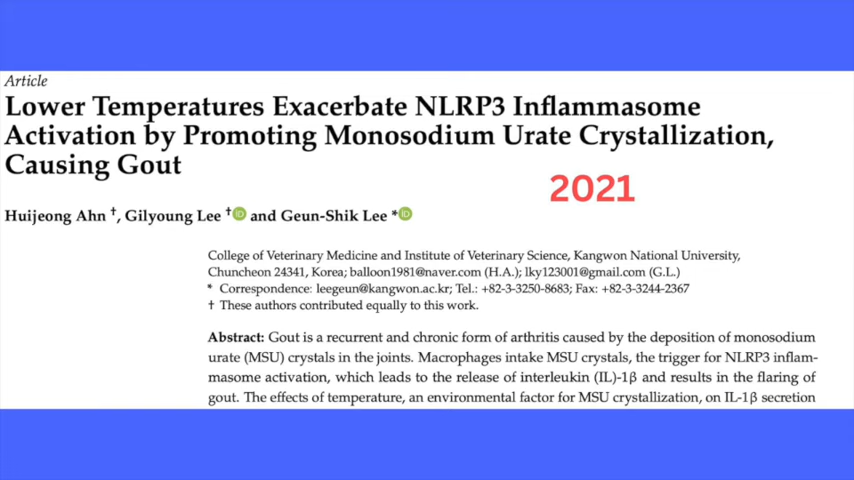 Article
Lower Temperatures Exacerbate NLRP3 Inflammasome
Activation by Promoting Monosodium Urate Crystallization,
Causing Gout
2021
Huijeong Ahn †, Gilyoung Lee † iD and Geun-Shik Lee * iD
College of Veterinary Medicine and Institute of Veterinary Science, Kangwon National University,
Chuncheon 24341, Korea; balloon1981@naver.com (H.A.); lky123001@gmail.com (G.L.)
* Correspondence: leegeun@kangwon.ac.kr; Tel.: +82-3-3250-8683; Fax: +82-3-3244-2367
† These authors contributed equally to this work.
Abstract: Gout is a recurrent and chronic form of arthritis caused by the deposition of monosodium
urate (MSU) crystals in the joints. Macrophages intake MSU crystals, the trigger for NLRP3 inflam-
masome activation, which leads to the release of interleukin (IL)-1β and results in the flaring of
gout. The effects of temperature, an environmental factor for MSU crystallization, on IL-1β secretion